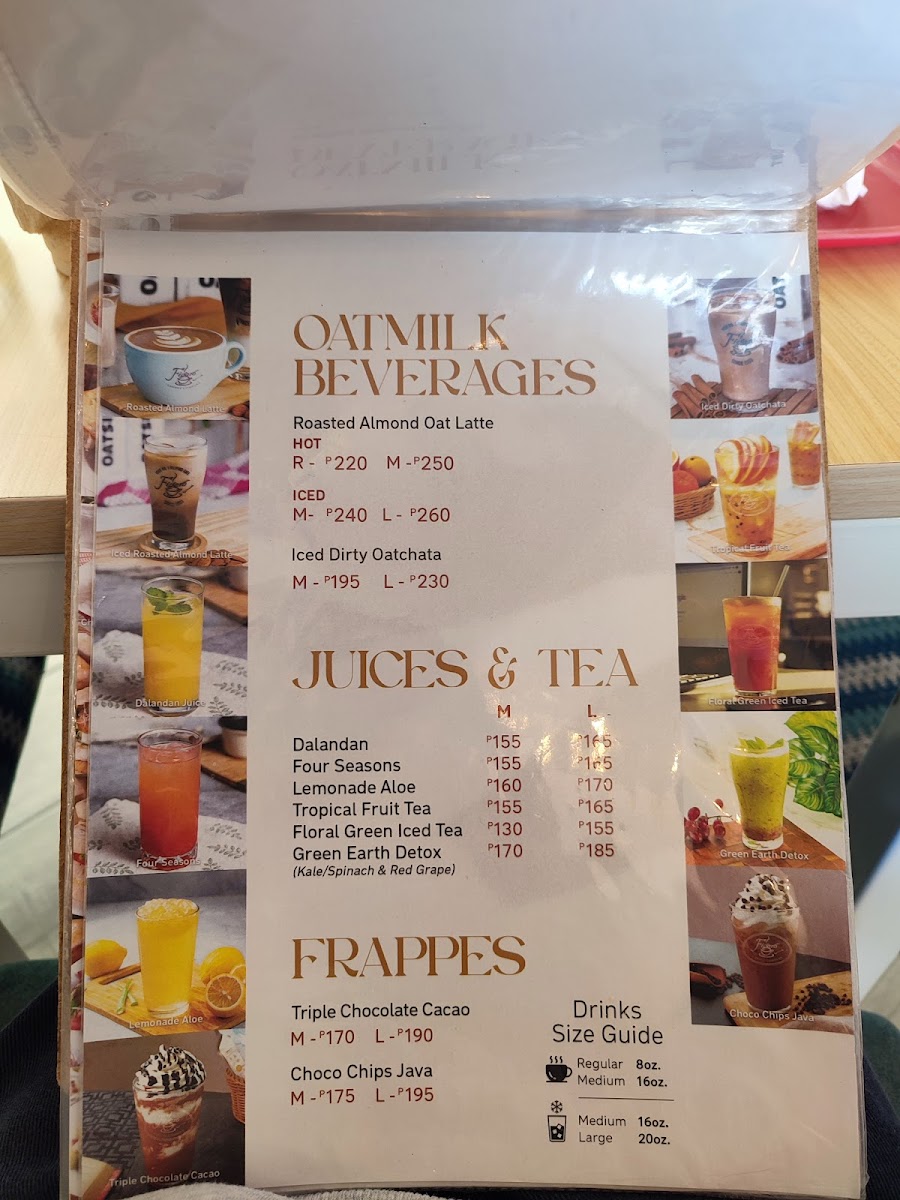 OATMILK
BEVERAGES
Roasted Almond Oat Latte
HOT
R - ₱220 M -₱250
ICED
M- ₱240 L - ₱260
Iced Dirty Oatchata
M - ₱195 L - ₱230
JUICES & TEA
M L
Dalandan ₱155 ₱165
Four Seasons ₱155 ₱165
Lemonade Aloe ₱160 ₱170
Tropical Fruit Tea ₱155 ₱165
Floral Green Iced Tea ₱130 ₱155
Green Earth Detox ₱170 ₱185
(Kale/Spinach & Red Grape)
FRAPPES
Triple Chocolate Cacao
M -₱170 L -₱190
Choco Chips Java
M -₱175 L -₱195
Drinks
Size Guide
Regular 8oz.
Medium 16oz.
Medium 16oz.
Large 20oz.
Roasted Almond Latte
OATSI
Iced Roasted Almond Latte
Dalandan Juice
Four Seasons
Lemonade Aloe
Triple Chocolate Cacao
OATS
Iced Dirty Oatchata
Tropical Fruit Tea
Floral Green Iced Tea
Green Earth Detox
Choco Chips Java